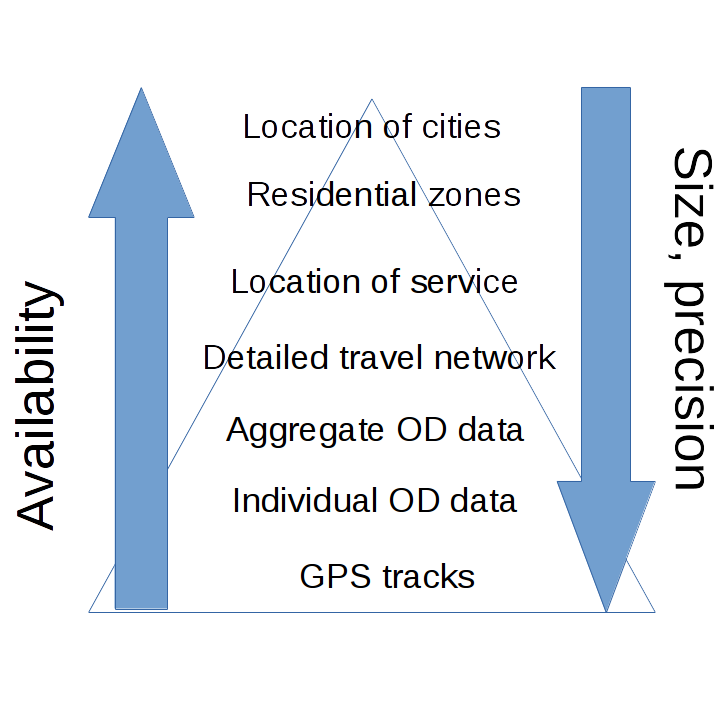 Location of cities
Residential zones
Location of service
Detailed travel network
Aggregate OD data
Individual OD data
GPS tracks
Availability
Size, precision